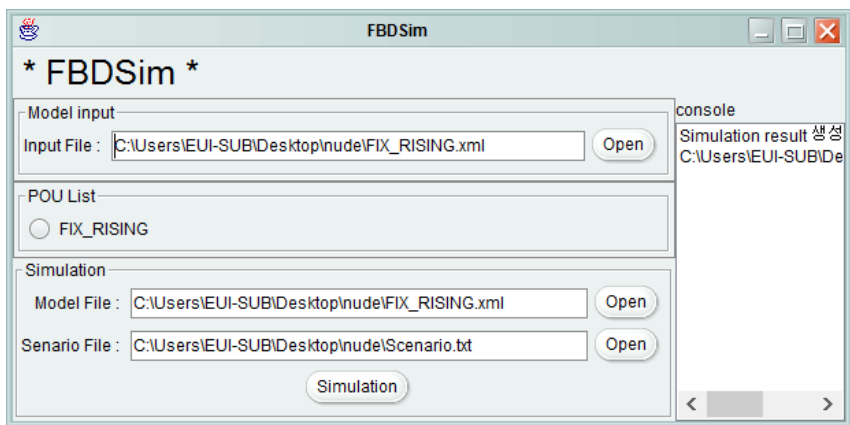 FBDSim
* FBDSim *
Model input
Input File : C:\Users\EUI-SUB\Desktop\nude\FIX_RISING.xml Open
POU List
FIX_RISING
Simulation
Model File : C:\Users\EUI-SUB\Desktop\nude\FIX_RISING.xml Open
Senario File : C:\Users\EUI-SUB\Desktop\nude\Scenario.txt Open
Simulation
console
Simulation result 생성
C:\Users\EUI-SUB\De